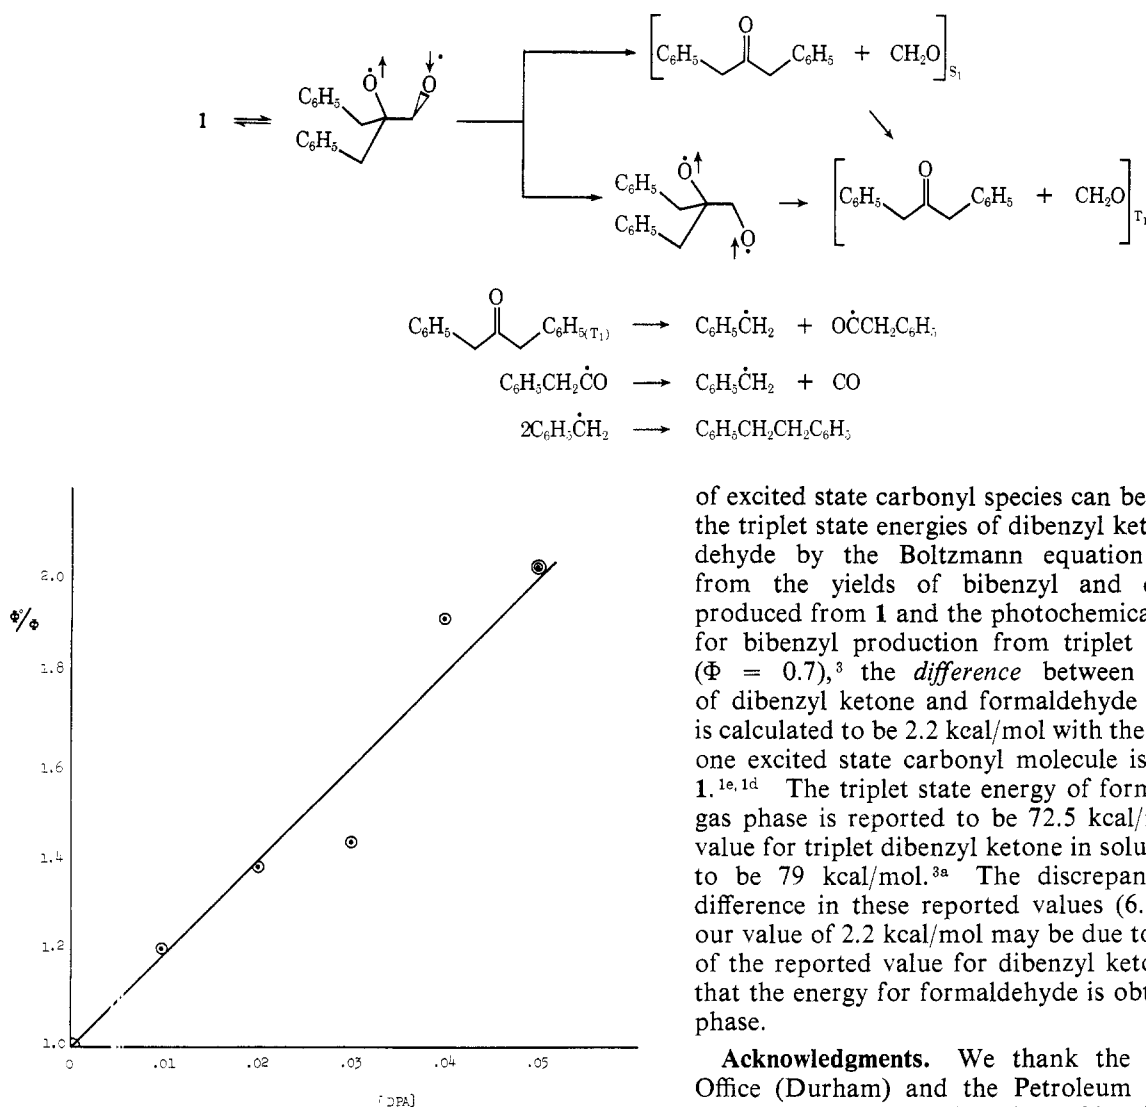 [C₆H₅ O C₆H₅ + CH₂O]S₁
1 ⇌ C₆H₅ C₆H₅ Ȯ↑ ↓O·
C₆H₅ C₆H₅ Ȯ↑ ↑Ȯ → [C₆H₅ O C₆H₅ + CH₂O]T₁
C₆H₅ O C₆H₅(T₁) → C₆H₅ĊH₂ + OĊCH₂C₆H₅
C₆H₅CH₂ĊO → C₆H₅ĊH₂ + CO
2C₆H₅ĊH₂ → C₆H₅CH₂CH₂C₆H₅
2.0
Φ°/Φ
1.8
1.6
1.4
1.2
1.0
0 .01 .02 .03 .04 .05
[DPA]
of excited state carbonyl species can be
the triplet state energies of dibenzyl ket
dehyde by the Boltzmann equation
from the yields of bibenzyl and
produced from 1 and the photochemica
for bibenzyl production from triplet
(Φ = 0.7),³ the difference between
of dibenzyl ketone and formaldehyde
is calculated to be 2.2 kcal/mol with the
one excited state carbonyl molecule is
1.¹ᵉ,¹ᵈ The triplet state energy of form
gas phase is reported to be 72.5 kcal/
value for triplet dibenzyl ketone in solu
to be 79 kcal/mol.³ᵃ The discrepan
difference in these reported values (6.
our value of 2.2 kcal/mol may be due to
of the reported value for dibenzyl keto
that the energy for formaldehyde is obt
phase.
Acknowledgments. We thank the
Office (Durham) and the Petroleum